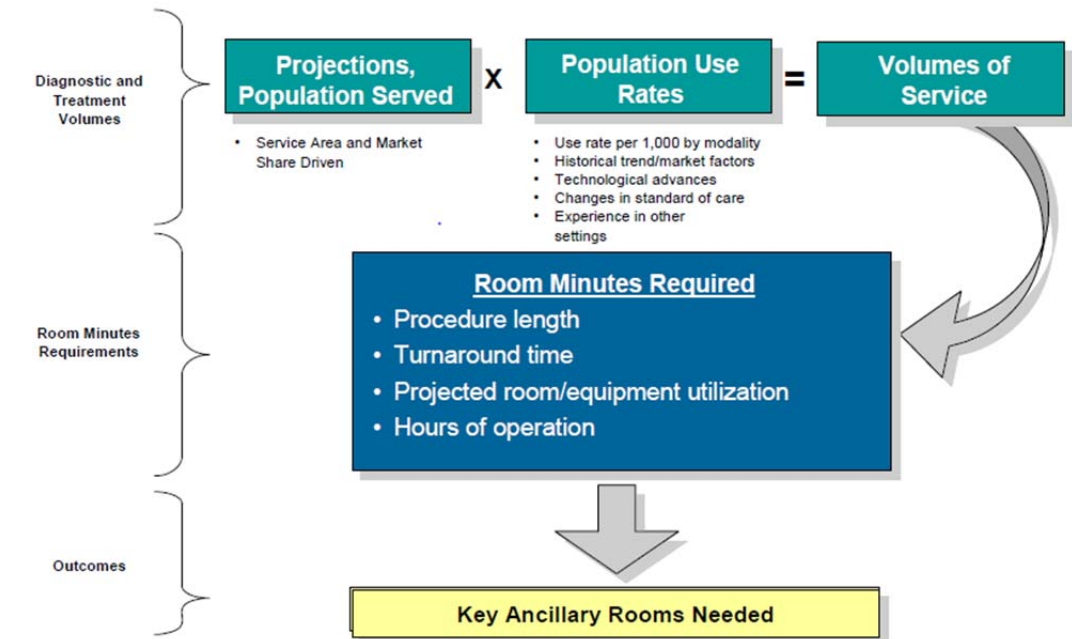 Diagnostic and
Treatment
Volumes
Projections,
Population Served
X
Population Use
Rates
=
Volumes of
Service
• Service Area and Market
Share Driven
• Use rate per 1,000 by modality
• Historical trend/market factors
• Technological advances
• Changes in standard of care
• Experience in other
settings
Room Minutes
Requirements
Room Minutes Required
• Procedure length
• Turnaround time
• Projected room/equipment utilization
• Hours of operation
Outcomes
Key Ancillary Rooms Needed